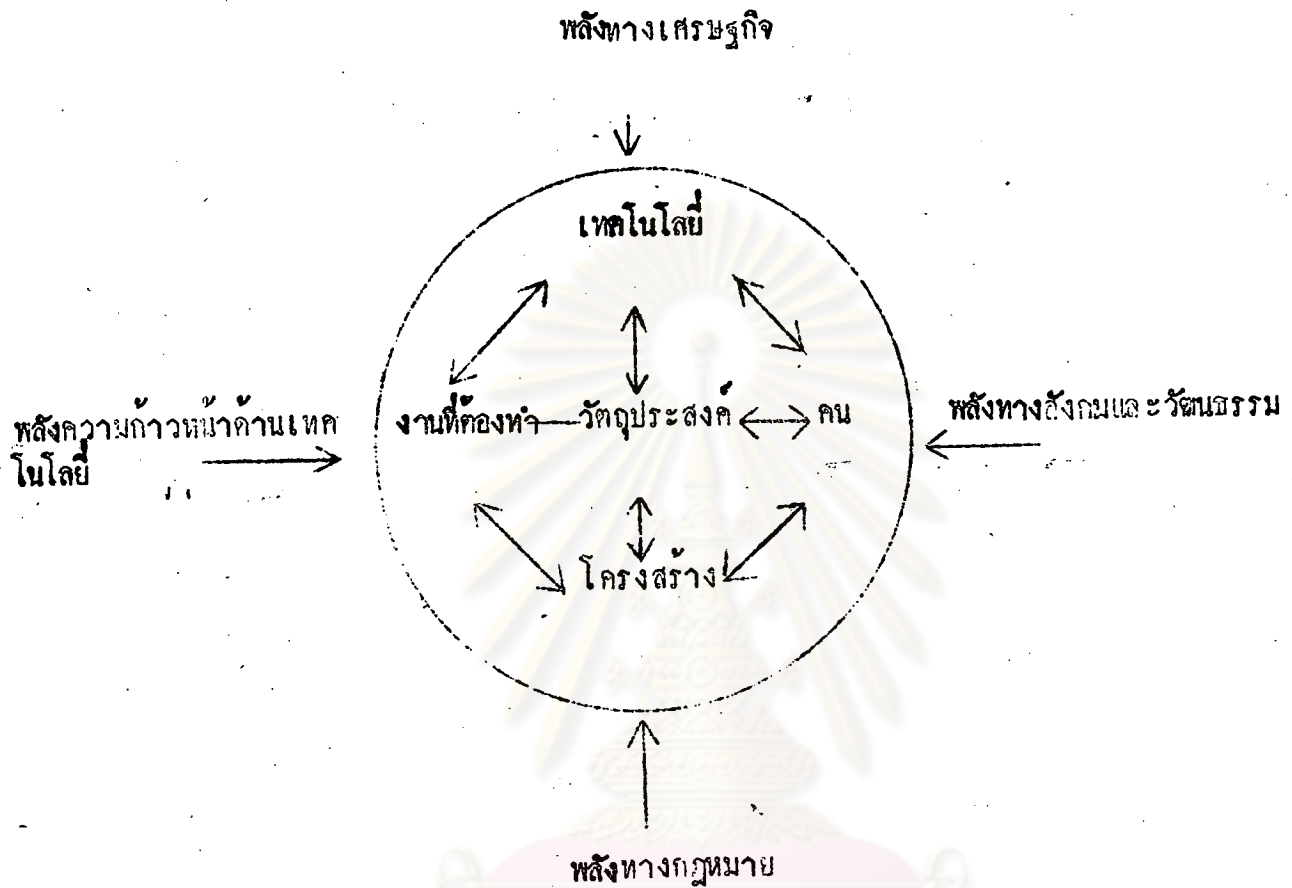 พลังทางเศรษฐกิจ
เทคโนโลยี่
พลังความก้าวหน้าด้านเทค
โนโลยี่
งานที่ต้องทำ
วัตถุประสงค์
คน
พลังทางสังคมและวัฒนธรรม
โครงสร้าง
พลังทางกฎหมาย